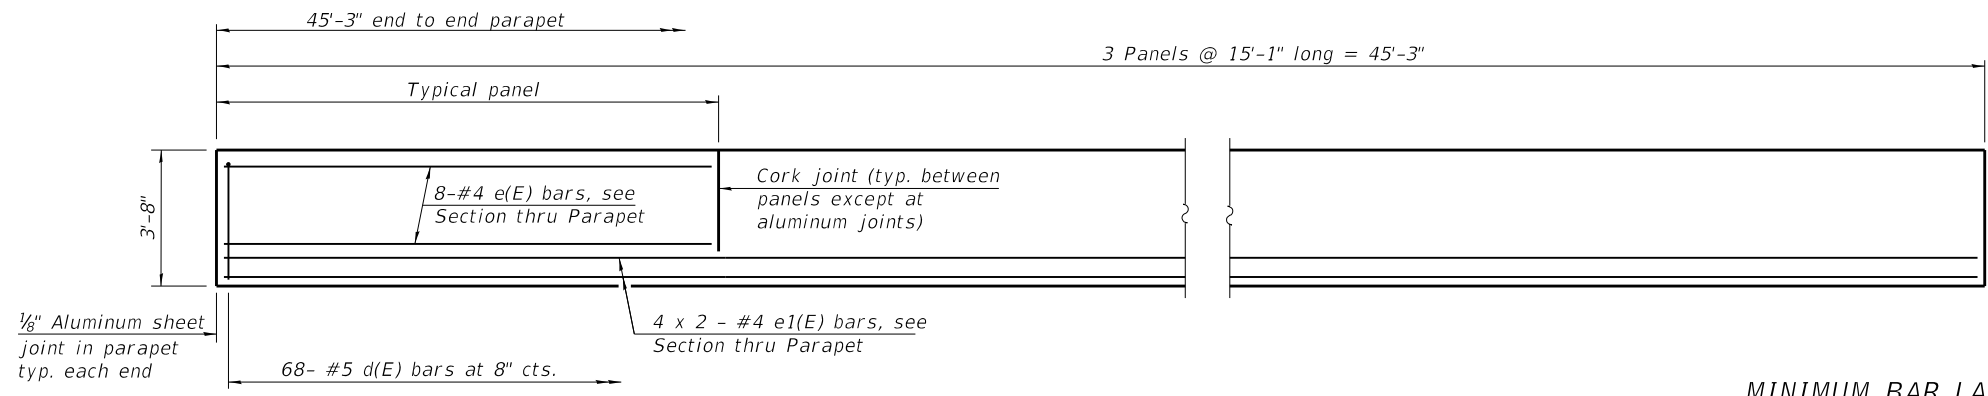 45'-3" end to end parapet
3 Panels @ 15'-1" long = 45'-3"
Typical panel
3'-8"
8-#4 e(E) bars, see
Section thru Parapet
Cork joint (typ. between
panels except at
aluminum joints)
1/8" Aluminum sheet
joint in parapet
typ. each end
4 x 2 - #4 e1(E) bars, see
Section thru Parapet
68- #5 d(E) bars at 8" cts.
MINIMUM BAR LA